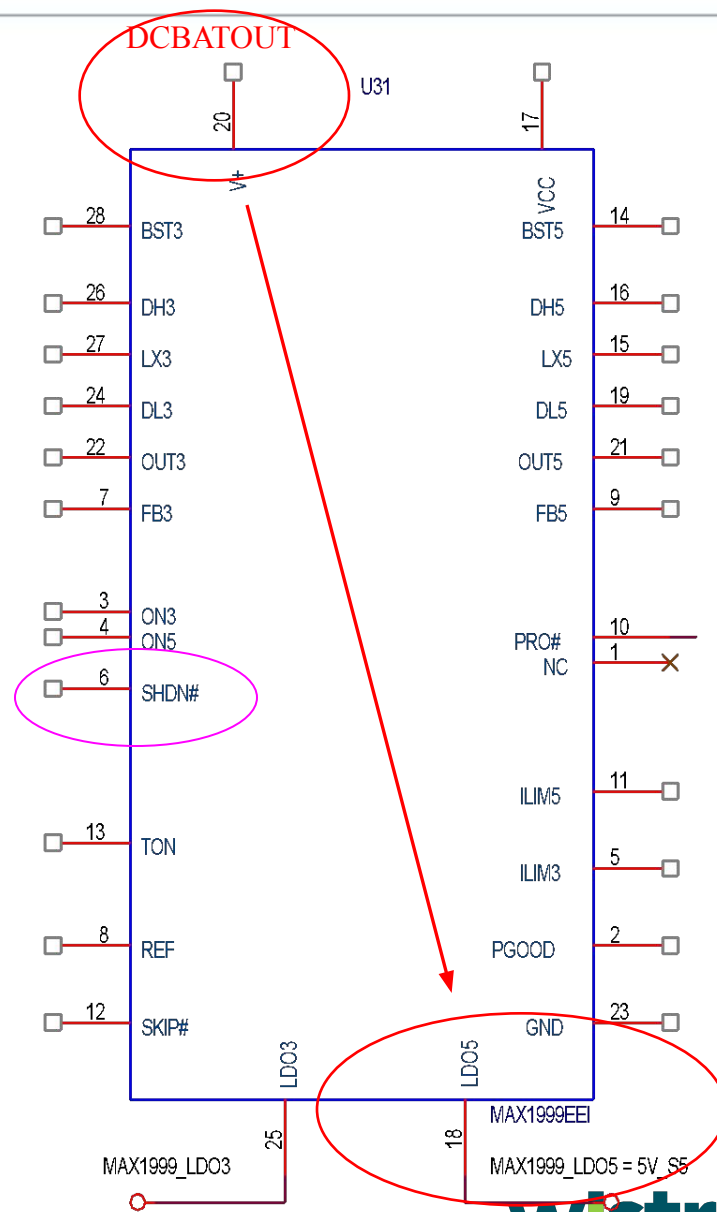 DCBATOUT
U31
20
17
V+
VCC
28
BST3
BST5
14
26
DH3
DH5
16
27
LX3
LX5
15
24
DL3
DL5
19
22
OUT3
OUT5
21
7
FB3
FB5
9
3
ON3
4
ON5
PRO#
10
NC
1
6
SHDN#
ILIM5
11
13
TON
ILIM3
5
8
REF
PGOOD
2
12
SKIP#
GND
23
LDO3
LDO5
MAX1999EEI
25
18
MAX1999_LDO3
MAX1999_LDO5 = 5V_S5